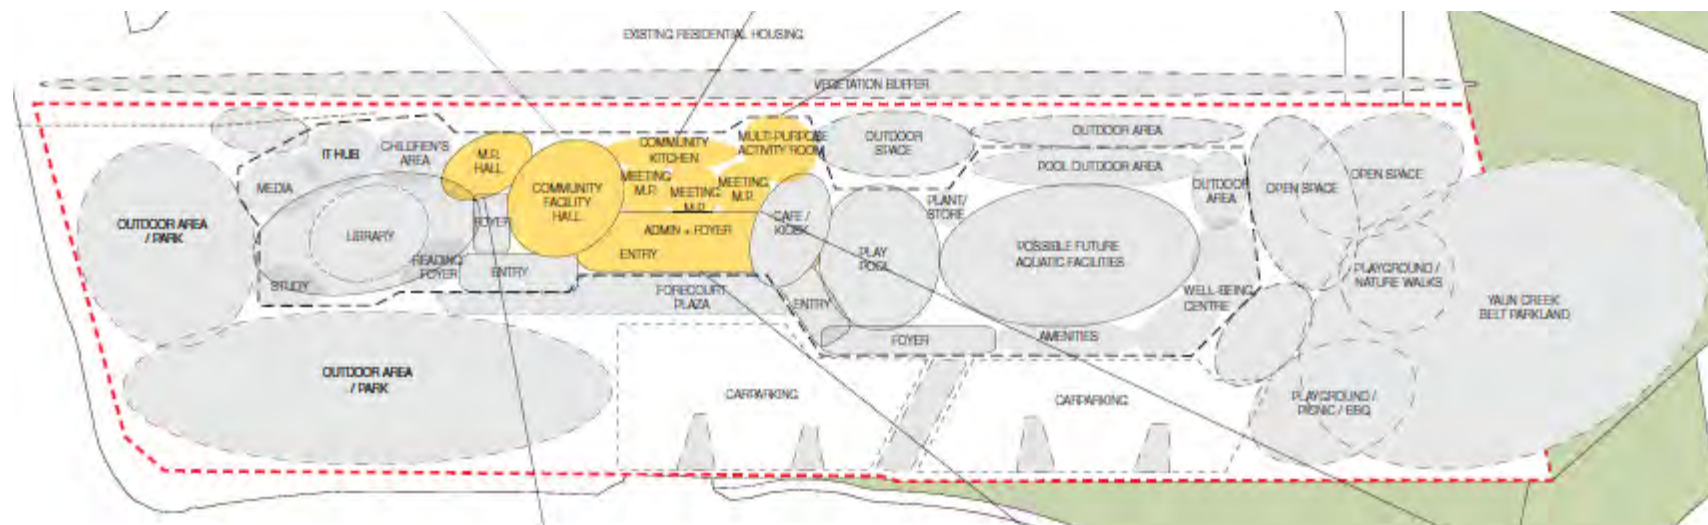 EXISTING RESIDENTIAL HOUSING
VEGETATION BUFFER
IT HUB
CHILDREN'S
AREA
MEDIA
M.P.
HALL
COMMUNITY
KITCHEN
MULTI-PURPOSE
ACTIVITY ROOM
OUTDOOR
SPACE
OUTDOOR AREA
POOL OUTDOOR AREA
OUTDOOR
AREA
OPEN SPACE
OPEN SPACE
OUTDOOR AREA
/ PARK
LIBRARY
FOYER
COMMUNITY
FACILITY
HALL
MEETING
M.P.
MEETING
M.P.
MEETING
M.P.
ADMIN + FOYER
ENTRY
CAFE /
KIOSK
PLANT/
STORE
PLAY
POOL
POSSIBLE FUTURE
AQUATIC FACILITIES
READING
FOYER
ENTRY
STUDY
FORECOURT
PLAZA
ENTRY
WELL-BEING
CENTRE
PLAYGROUND /
NATURE WALKS
YAUN CREEK
BELT PARKLAND
FOYER
AMENITIES
OUTDOOR AREA
/ PARK
CARPARKING
CARPARKING
PLAYGROUND /
PICNIC / BBQ